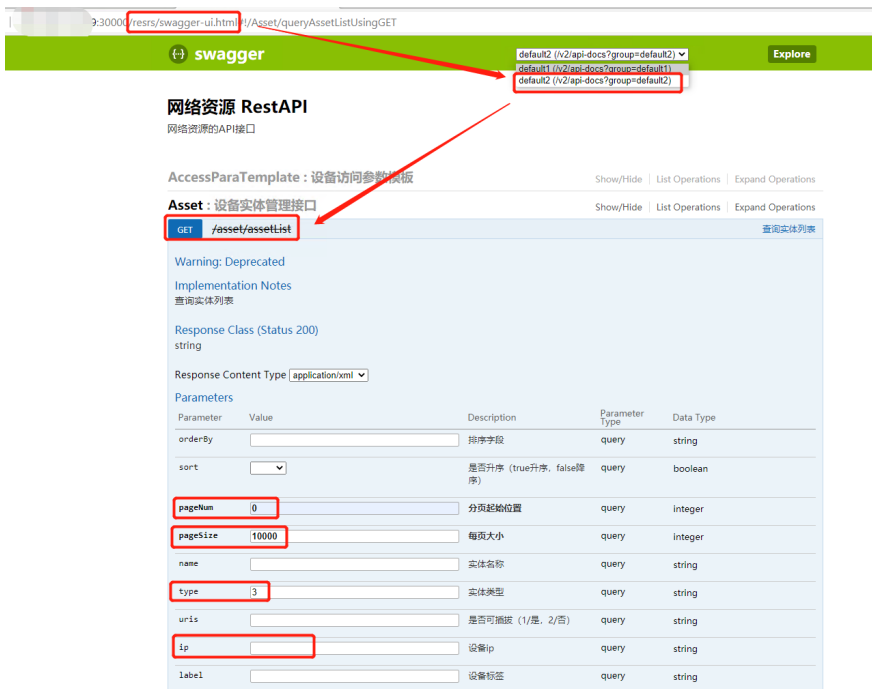 9:30000/resrs/swagger-ui.html#!/Asset/queryAssetListUsingGET
swagger
default2 (/v2/api-docs?group=default2)
Explore
default1 (/v2/api-docs?group=default1)
default2 (/v2/api-docs?group=default2)
网络资源 RestAPI
网络资源的API接口
AccessParaTemplate : 设备访问参数模板 Show/Hide List Operations Expand Operations
Asset : 设备实体管理接口 Show/Hide List Operations Expand Operations
GET /asset/assetList 查询实体列表
Warning: Deprecated
Implementation Notes
查询实体列表
Response Class (Status 200)
string
Response Content Type application/xml
Parameters
Parameter Value Description Parameter Type Data Type
orderBy 排序字段 query string
sort 是否升序（true升序，false降序） query boolean
pageNum 0 分页起始位置 query integer
pageSize 10000 每页大小 query integer
name 实体名称 query string
type 3 实体类型 query string
uris 是否可插拔（1/是，2/否） query string
ip 设备ip query string
label 设备标签 query string